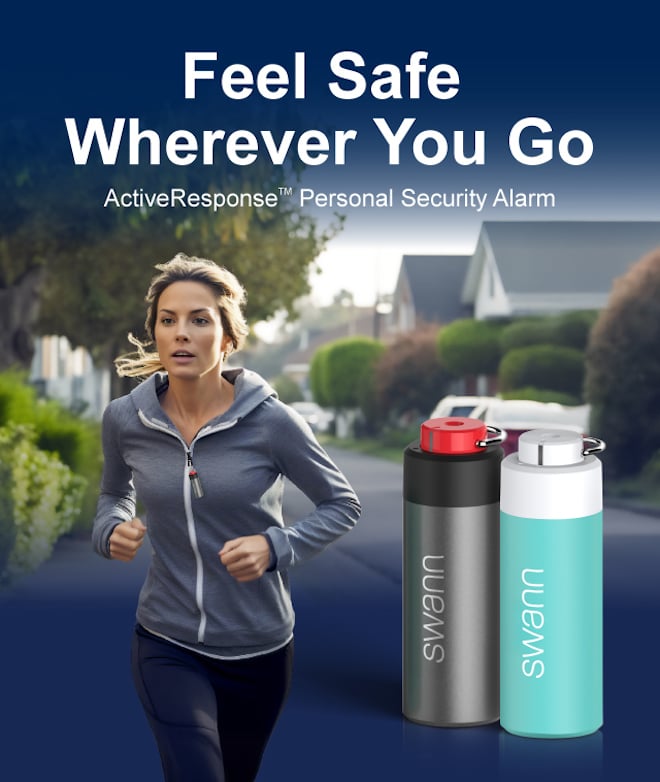 Feel Safe
Wherever You Go
ActiveResponse™ Personal Security Alarm
swann
swann